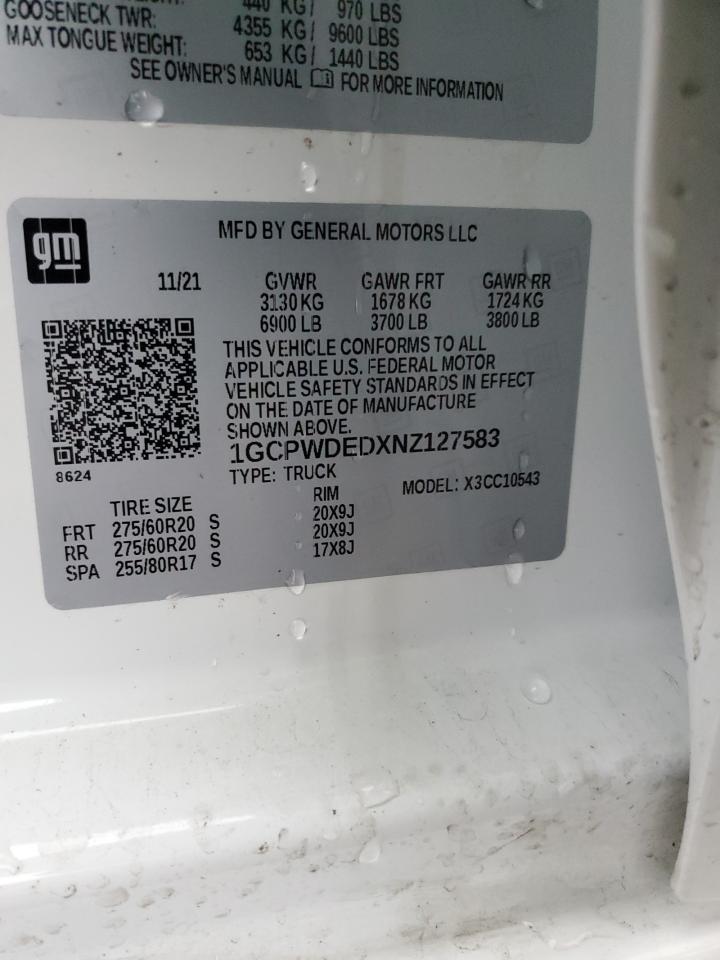 440 KG/ 970 LBS
GOOSENECK TWR: 4355 KG/ 9600 LBS
MAX TONGUE WEIGHT: 653 KG/ 1440 LBS
SEE OWNER'S MANUAL FOR MORE INFORMATION
gm
MFD BY GENERAL MOTORS LLC
11/21 GVWR GAWR FRT GAWR RR
3130 KG 1678 KG 1724 KG
6900 LB 3700 LB 3800 LB
THIS VEHICLE CONFORMS TO ALL
APPLICABLE U.S. FEDERAL MOTOR
VEHICLE SAFETY STANDARDS IN EFFECT
ON THE DATE OF MANUFACTURE
SHOWN ABOVE.
1GCPWDEDXNZ127583
8624
TYPE: TRUCK MODEL: X3CC10543
TIRE SIZE RIM
FRT 275/60R20 S 20X9J
RR 275/60R20 S 20X9J
SPA 255/80R17 S 17X8J